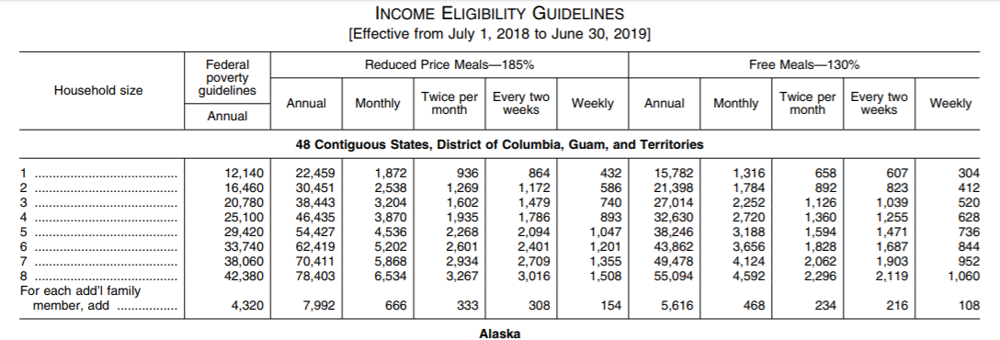 INCOME ELIGIBILITY GUIDELINES
[Effective from July 1, 2018 to June 30, 2019]
Household size
Federal poverty guidelines
Reduced Price Meals—185%
Free Meals—130%
Annual
Annual Monthly Twice per month Every two weeks Weekly
Annual Monthly Twice per month Every two weeks Weekly
48 Contiguous States, District of Columbia, Guam, and Territories
1 ........................................ 12,140 22,459 1,872 936 864 432 15,782 1,316 658 607 304
2 ........................................ 16,460 30,451 2,538 1,269 1,172 586 21,398 1,784 892 823 412
3 ........................................ 20,780 38,443 3,204 1,602 1,479 740 27,014 2,252 1,126 1,039 520
4 ........................................ 25,100 46,435 3,870 1,935 1,786 893 32,630 2,720 1,360 1,255 628
5 ........................................ 29,420 54,427 4,536 2,268 2,094 1,047 38,246 3,188 1,594 1,471 736
6 ........................................ 33,740 62,419 5,202 2,601 2,401 1,201 43,862 3,656 1,828 1,687 844
7 ........................................ 38,060 70,411 5,868 2,934 2,709 1,355 49,478 4,124 2,062 1,903 952
8 ........................................ 42,380 78,403 6,534 3,267 3,016 1,508 55,094 4,592 2,296 2,119 1,060
For each add'l family
member, add ................. 4,320 7,992 666 333 308 154 5,616 468 234 216 108
Alaska